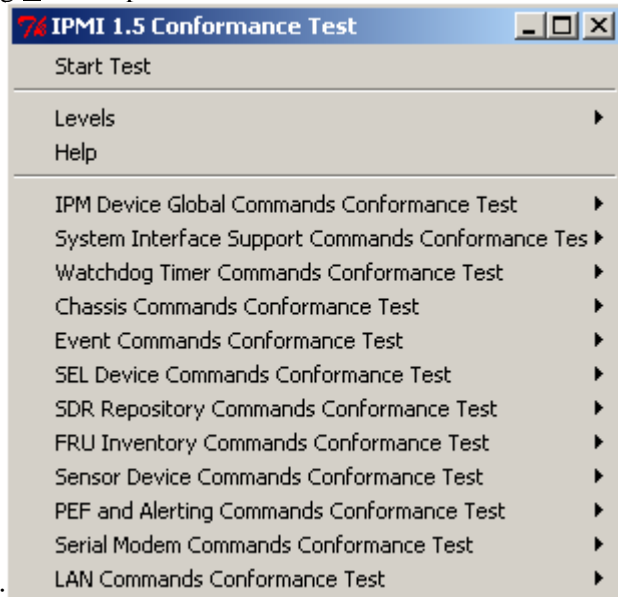 IPMI 1.5 Conformance Test
Start Test
Levels
Help
IPM Device Global Commands Conformance Test
System Interface Support Commands Conformance Tes
Watchdog Timer Commands Conformance Test
Chassis Commands Conformance Test
Event Commands Conformance Test
SEL Device Commands Conformance Test
SDR Repository Commands Conformance Test
FRU Inventory Commands Conformance Test
Sensor Device Commands Conformance Test
PEF and Alerting Commands Conformance Test
Serial Modem Commands Conformance Test
LAN Commands Conformance Test